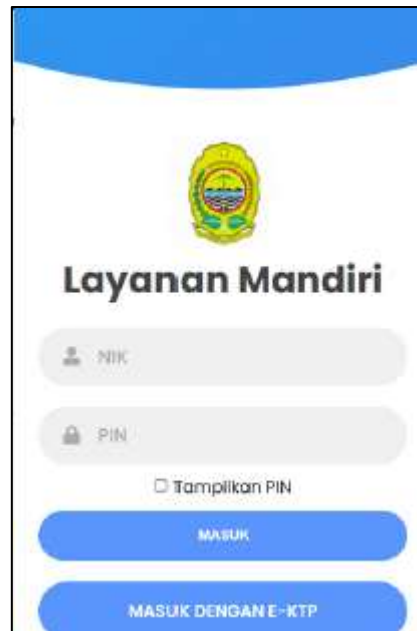 Layanan Mandiri
NIK
PIN
Tampilkan PIN
MASUK
MASUK DENGAN E-KTP